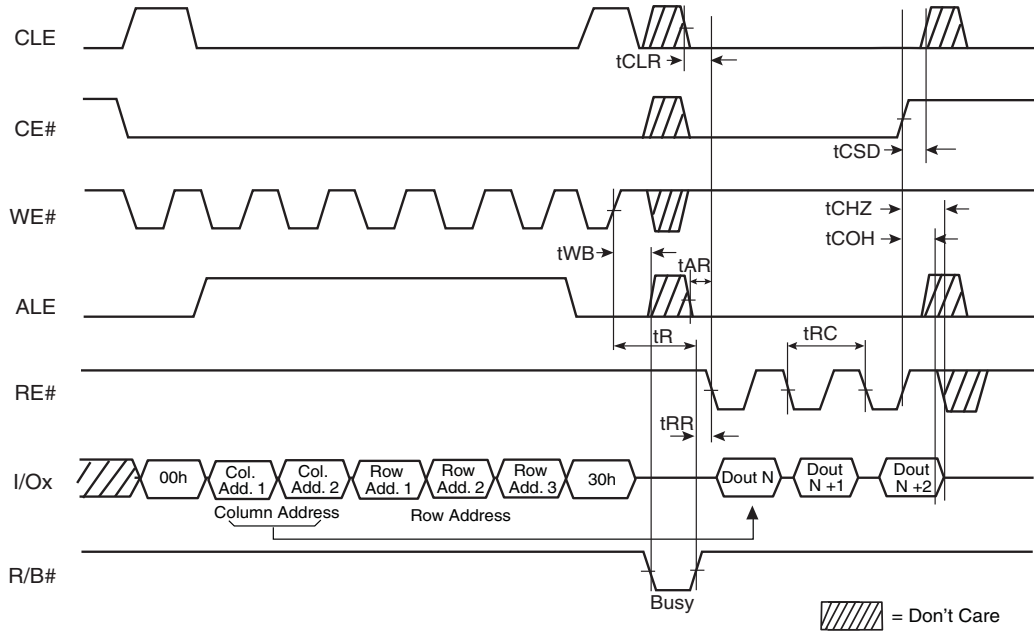 CLE
tCLR
CE#
tCSD
WE#
tCHZ
tCOH
tWB
tAR
ALE
tR
tRC
RE#
tRR
I/Ox
00h
Col. Add. 1
Col. Add. 2
Row Add. 1
Row Add. 2
Row Add. 3
30h
Dout N
Dout N +1
Dout N +2
Column Address
Row Address
R/B#
Busy
= Don't Care